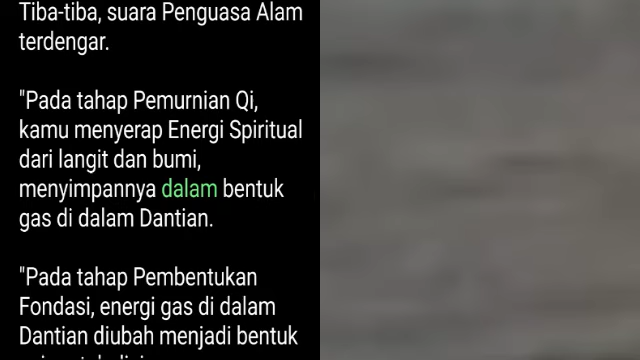 Tiba-tiba, suara Penguasa Alam
terdengar.
"Pada tahap Pemurnian Qi,
kamu menyerap Energi Spiritual
dari langit dan bumi,
menyimpannya dalam bentuk
gas di dalam Dantian.
"Pada tahap Pembentukan
Fondasi, energi gas di dalam
Dantian diubah menjadi bentuk